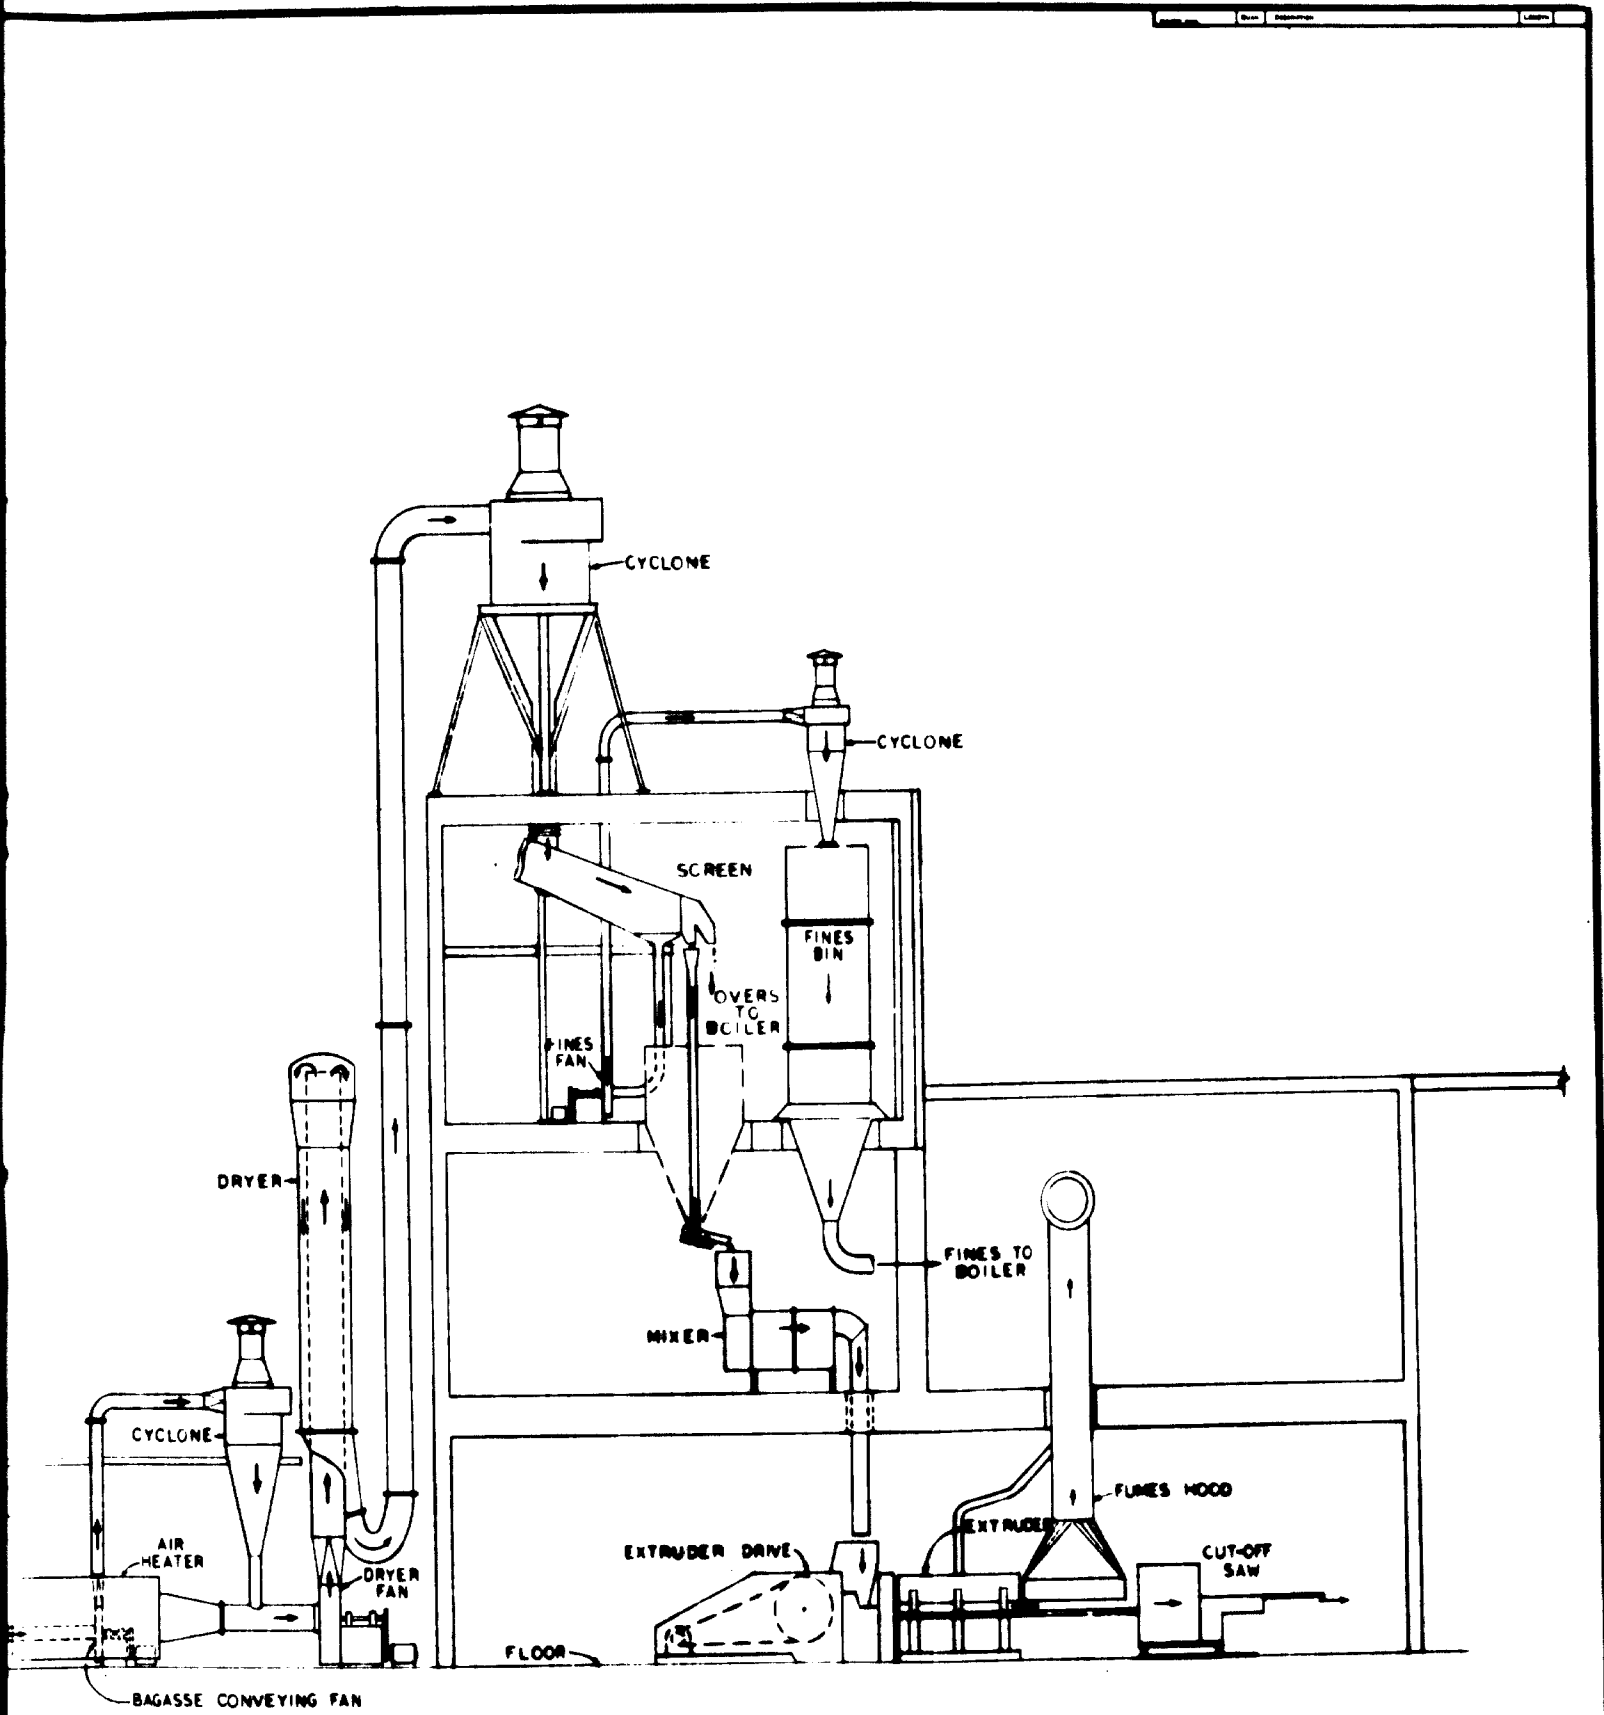 DESCRIPTION
CYCLONE
CYCLONE
SCREEN
FINES
BIN
OVERS
TO
BOILER
FINES
FAN
DRYER
FINES TO
BOILER
MIXER
CYCLONE
FUMES HOOD
EXTRUDER
AIR
HEATER
EXTRUDER DRIVE
CUT-OFF
SAW
DRYER
FAN
FLOOR
BAGASSE CONVEYING FAN